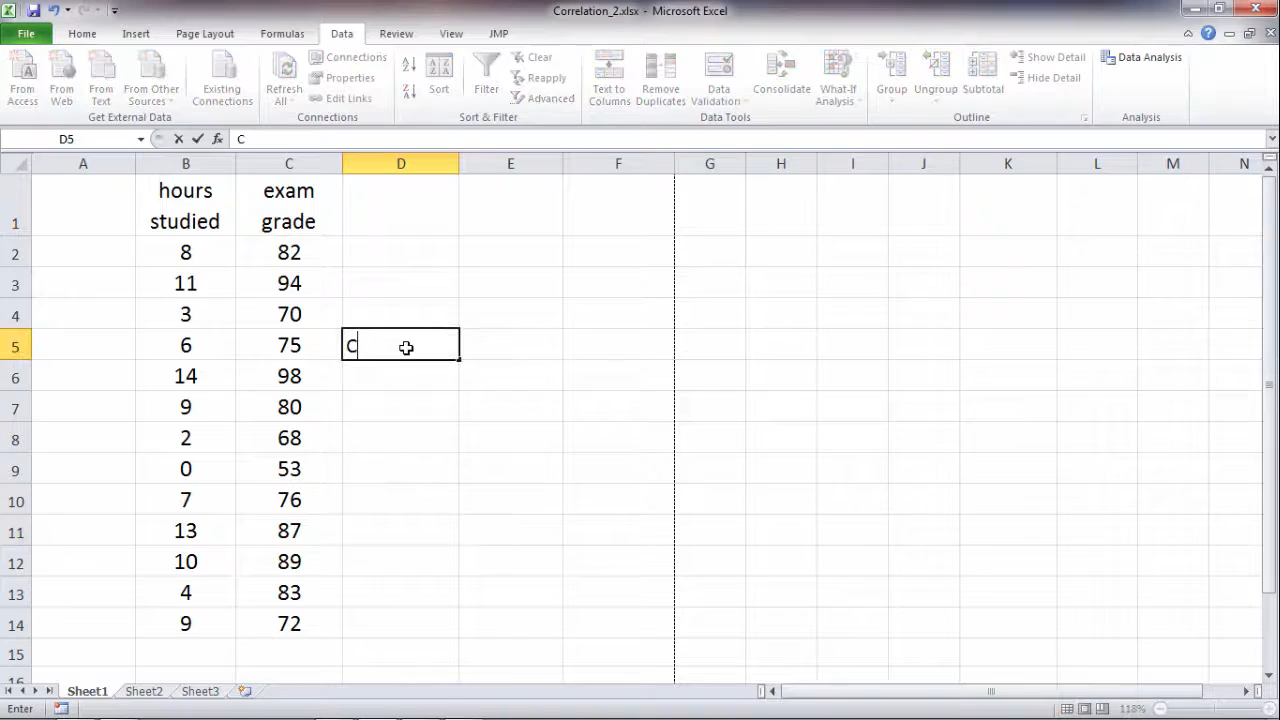 Correlation_2.xlsx - Microsoft Excel
File Home Insert Page Layout Formulas Data Review View JMP
From Access
From Web
From Text
From Other Sources
Existing Connections
Get External Data
Refresh All
Connections
Properties
Edit Links
Connections
Sort
Filter
Clear
Reapply
Advanced
Sort & Filter
Text to Columns
Remove Duplicates
Data Validation
Consolidate
What-If Analysis
Data Tools
Group
Ungroup
Subtotal
Show Detail
Hide Detail
Outline
Data Analysis
Analysis
D5 fx C
A B C D E F G H I J K L M N
1 hours studied exam grade
2 8 82
3 11 94
4 3 70
5 6 75 C
6 14 98
7 9 80
8 2 68
9 0 53
10 7 76
11 13 87
12 10 89
13 4 83
14 9 72
15
16
Sheet1 Sheet2 Sheet3
Enter 118%